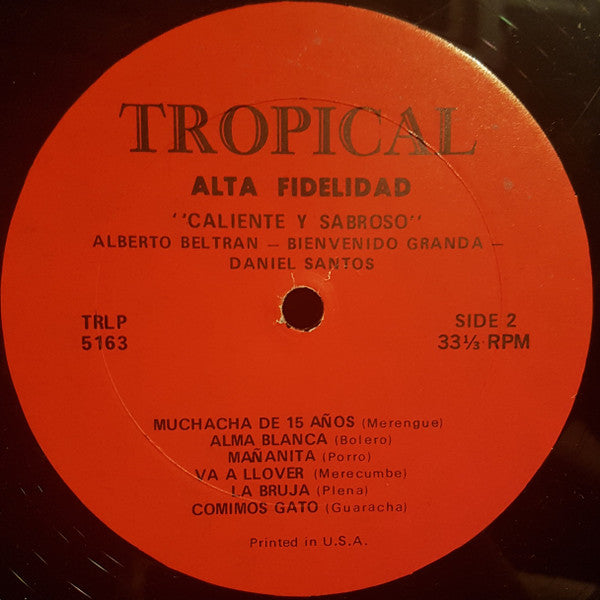 TROPICAL
ALTA FIDELIDAD
''CALIENTE Y SABROSO''
ALBERTO BELTRAN – BIENVENIDO GRANDA –
DANIEL SANTOS
TRLP SIDE 2
5163 33⅓ RPM
MUCHACHA DE 15 AÑOS (Merengue)
ALMA BLANCA (Bolero)
MAÑANITA (Porro)
VA A LLOVER (Merecumbe)
LA BRUJA (Plena)
COMIMOS GATO (Guaracha)
Printed in U.S.A.